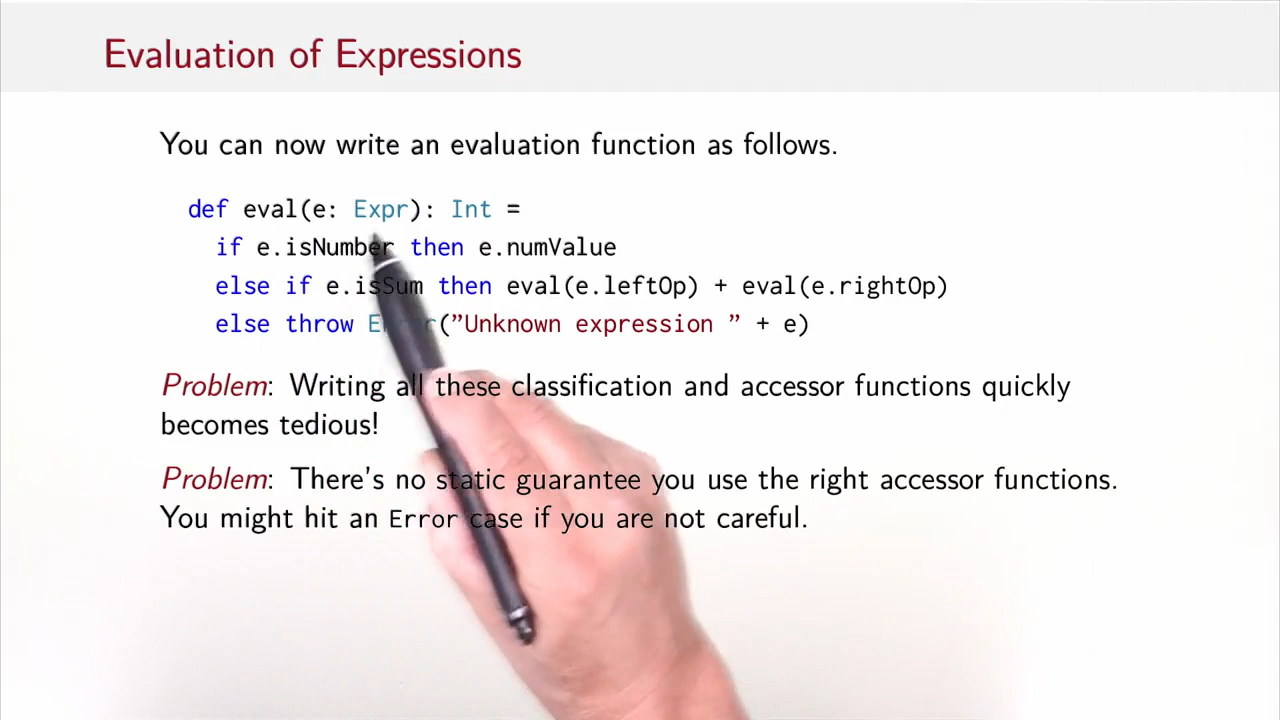 Evaluation of Expressions
You can now write an evaluation function as follows.
def eval(e: Expr): Int =
if e.isNumber then e.numValue
else if e.isSum then eval(e.leftOp) + eval(e.rightOp)
else throw Error(”Unknown expression ” + e)
Problem: Writing all these classification and accessor functions quickly
becomes tedious!
Problem: There's no static guarantee you use the right accessor functions.
You might hit an Error case if you are not careful.